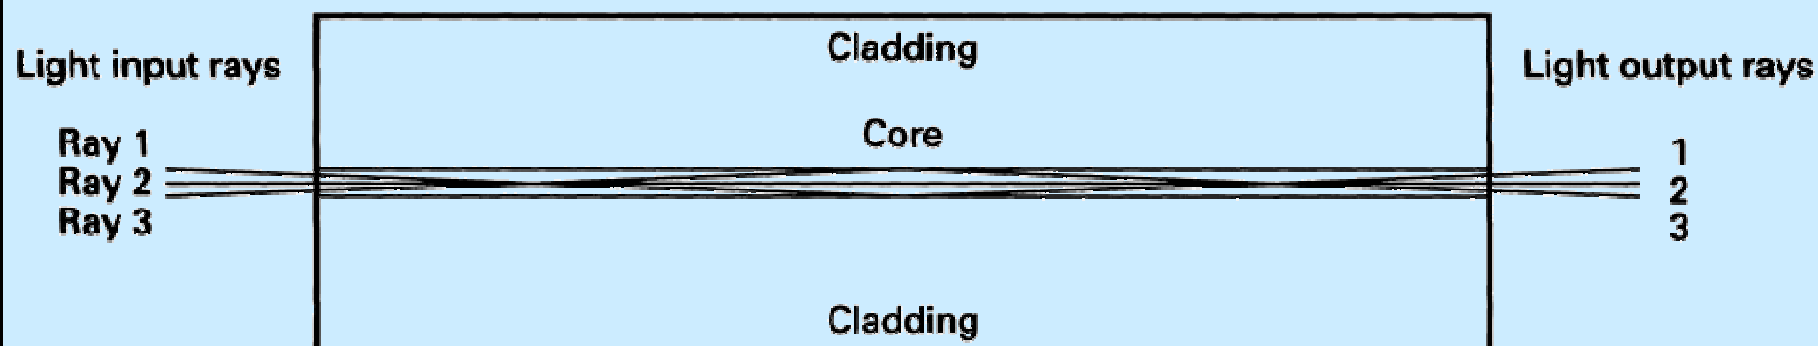 Cladding
Light input rays
Light output rays
Core
Ray 1
1
Ray 2
2
Ray 3
3
Cladding